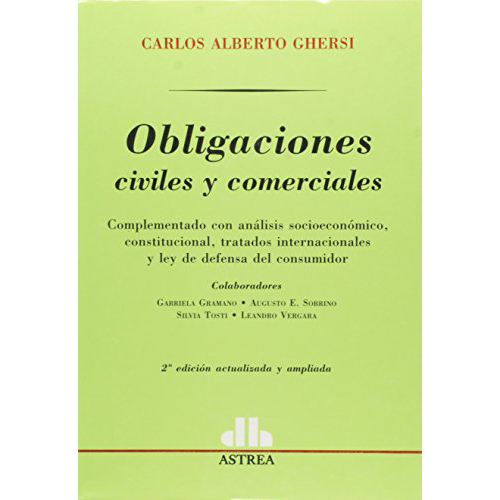 CARLOS ALBERTO GHERSI
Obligaciones
civiles y comerciales
Complementado con análisis socioeconómico,
constitucional, tratados internacionales
y ley de defensa del consumidor
Colaboradores
GABRIELA GRAMANO • AUGUSTO E. SOBRINO
SILVIA TOSTI • LEANDRO VERGARA
2ª edición actualizada y ampliada
ASTREA